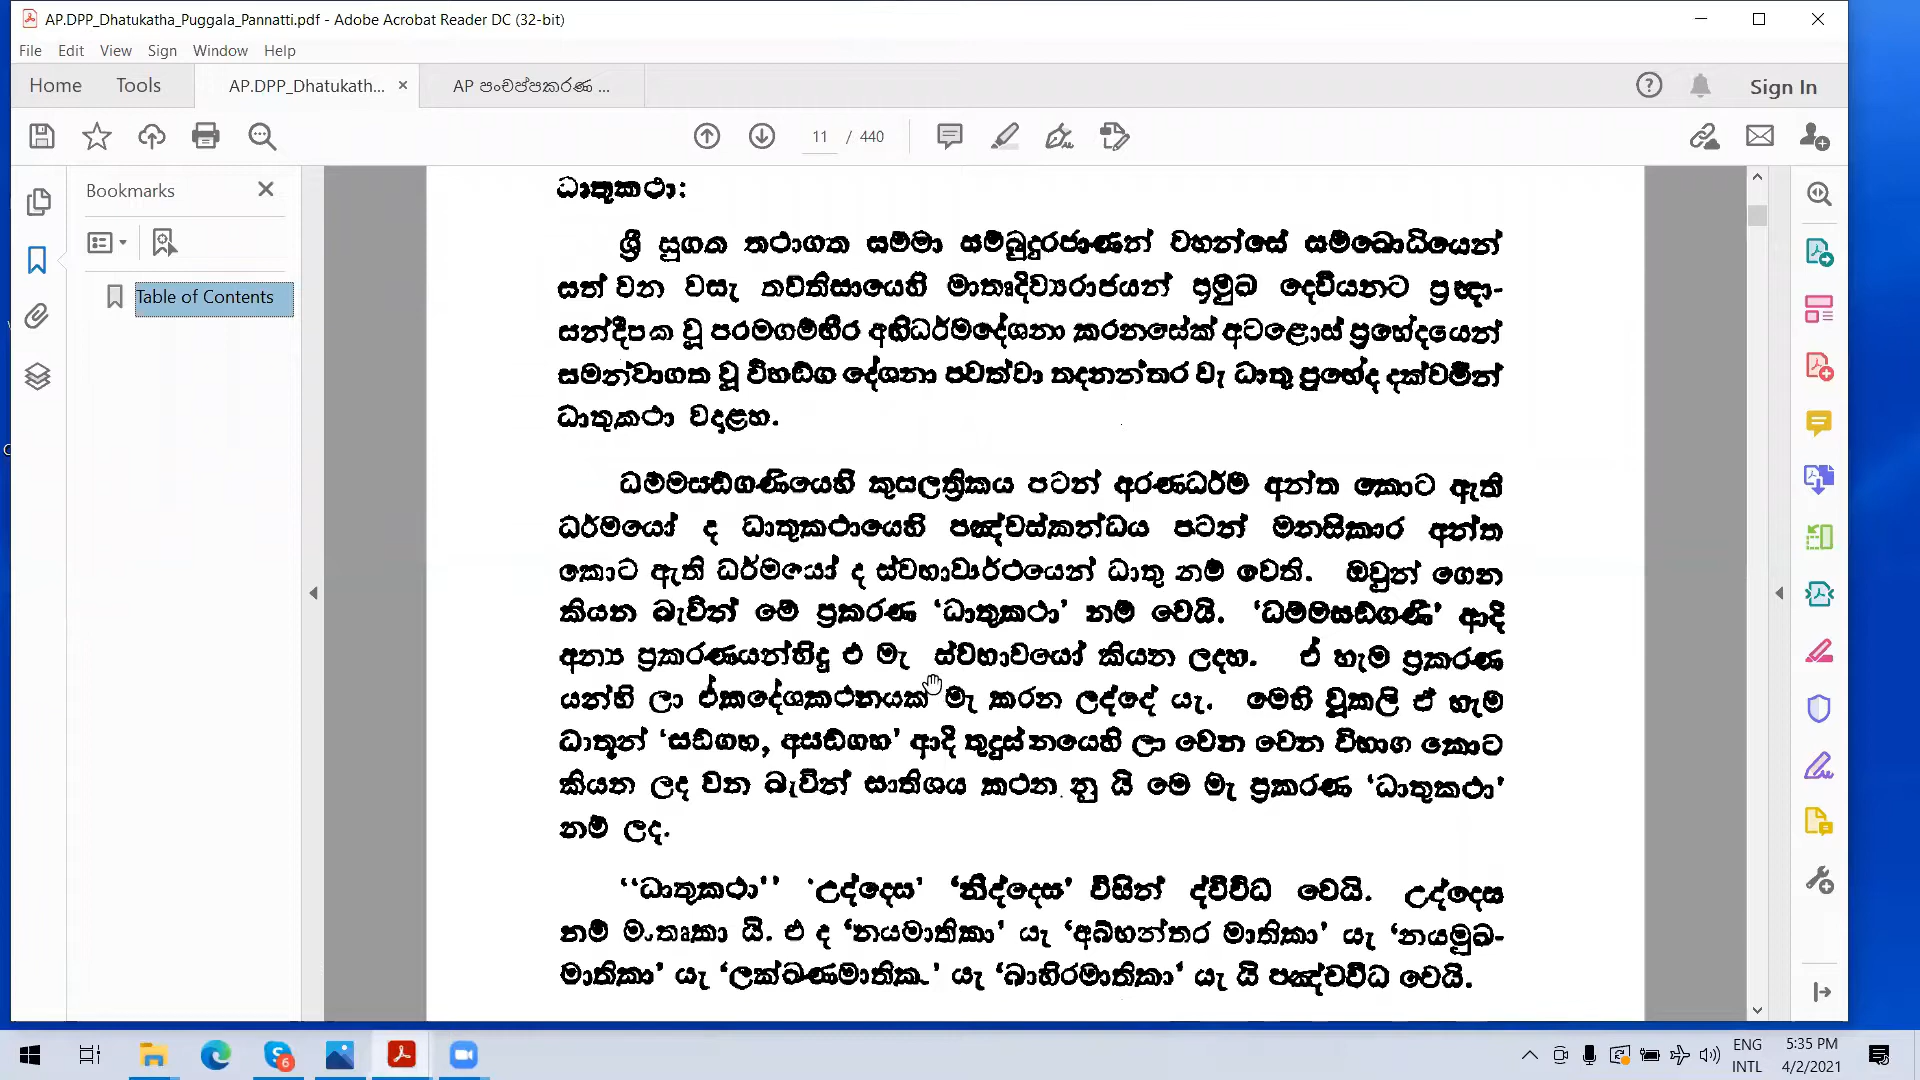 AP.DPP_Dhatukatha_Puggala_Pannatti.pdf - Adobe Acrobat Reader DC (32-bit)
File Edit View Sign Window Help
Home Tools AP.DPP_Dhatukath... × AP පංචප්පකරණ ... Sign In
11 / 440
Bookmarks
Table of Contents
ධාතුකථා:
ශ්‍රී සුගත තථාගත සම්මා සම්බුදුරජාණන් වහන්සේ සම්බොධියෙන්
සත් වන වසැ තව්තිසායෙහි මාතෘදිව්‍යරාජයන් ප්‍රමුඛ දෙවියනට ප්‍රඥා-
සන්දීපක වූ පරමගම්භීර අභිධර්මදේශනා කරනසේක් අටළොස් ප්‍රභේදයෙන්
සමන්වාගත වූ විභඞ්ග දේශනා පවත්වා තදනන්තර වැ ධාතු ප්‍රභේද දක්වමින්
ධාතුකථා වදාළහ.
ධම්මසඞ්ගණියෙහි කුසලත්‍රිකය පටන් අරණධර්ම අන්ත කොට ඇති
ධර්මයෝ ද ධාතුකථායෙහි පඤ්චස්කන්ධය පටන් මනසිකාර අන්ත
කොට ඇති ධර්මයෝ ද ස්වභාවාර්ථයෙන් ධාතු නම් වෙති. ඔවුන් ගෙන
කියන බැවින් මේ ප්‍රකරණ ‘ධාතුකථා’ නම් වෙයි. ‘ධම්මසඞ්ගණී’ ආදි
අන්‍ය ප්‍රකරණයන්හිදු එ මැ ස්වභාවයෝ කියන ලදහ. ඒ හැම ප්‍රකරණ
යන්හි ලා ඒකදේශකථනයක් මැ කරන ලද්දේ යැ. මෙහි වූකලි ඒ හැම
ධාතූන් ‘සඞ්ගහ, අසඞ්ගහ’ ආදි තුදුස් නයෙහි ලා වෙන වෙන විභාග කොට
කියන ලද වන බැවින් සාතිශය කථන නු යි මෙ මැ ප්‍රකරණ ‘ධාතුකථා’
නම් ලද.
‘‘ධාතුකථා’’ ‘උද්දෙස’ ‘නිද්දෙස’ විසින් ද්විවිධ වෙයි. උද්දෙස
නම් මාතෘකා යි. එ ද ‘නයමාතිකා’ යැ ‘අබ්භන්තර මාතිකා’ යැ ‘නයමුඛ-
මාතිකා’ යැ ‘ලක්ඛණමාතිකා’ යැ ‘බාහිරමාතිකා’ යැ යි පඤ්චවිධ වෙයි.
6
ENG 5:35 PM
INTL 4/2/2021